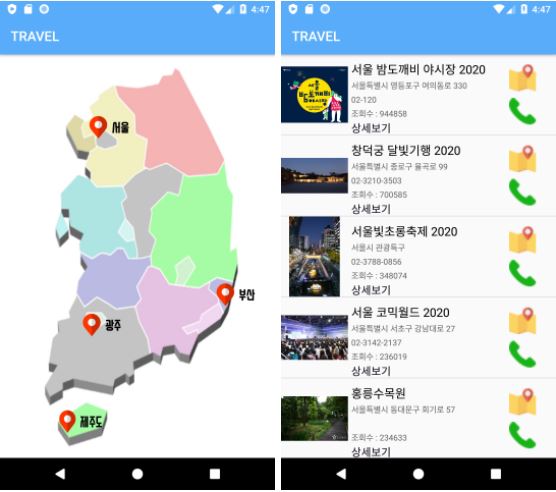 4:47
TRAVEL
서울
부산
광주
제주도
4:47
TRAVEL
서울 밤도깨비 야시장 2020
서울특별시 영등포구 여의동로 330
02-120
조회수 : 944858
상세보기
창덕궁 달빛기행 2020
서울특별시 종로구 율곡로 99
02-3210-3503
조회수 : 700585
상세보기
서울빛초롱축제 2020
서울시 관광특구
02-3788-0856
조회수 : 348074
상세보기
서울 코믹월드 2020
서울특별시 서초구 강남대로 27
02-3142-2137
조회수 : 236019
상세보기
홍릉수목원
서울특별시 동대문구 회기로 57
조회수 : 234633
상세보기